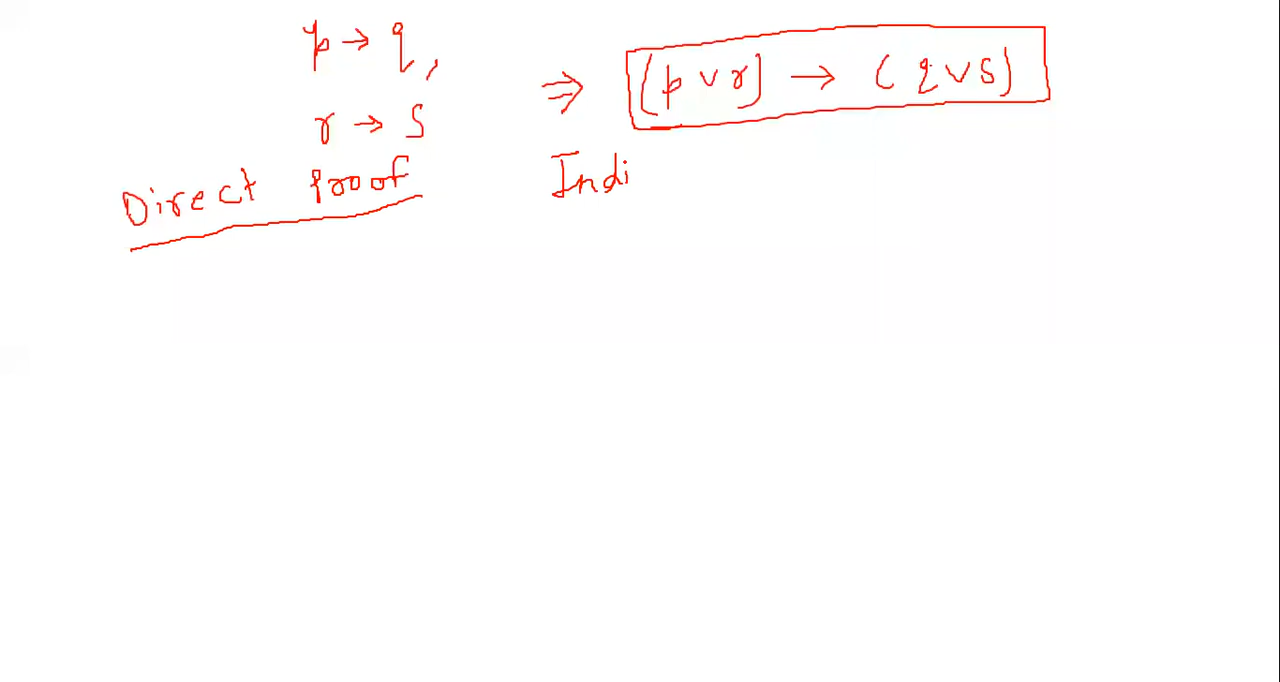 p → q,
⇒ (p ∨ r) → (q ∨ s)
r → s
Direct Proof
Indi